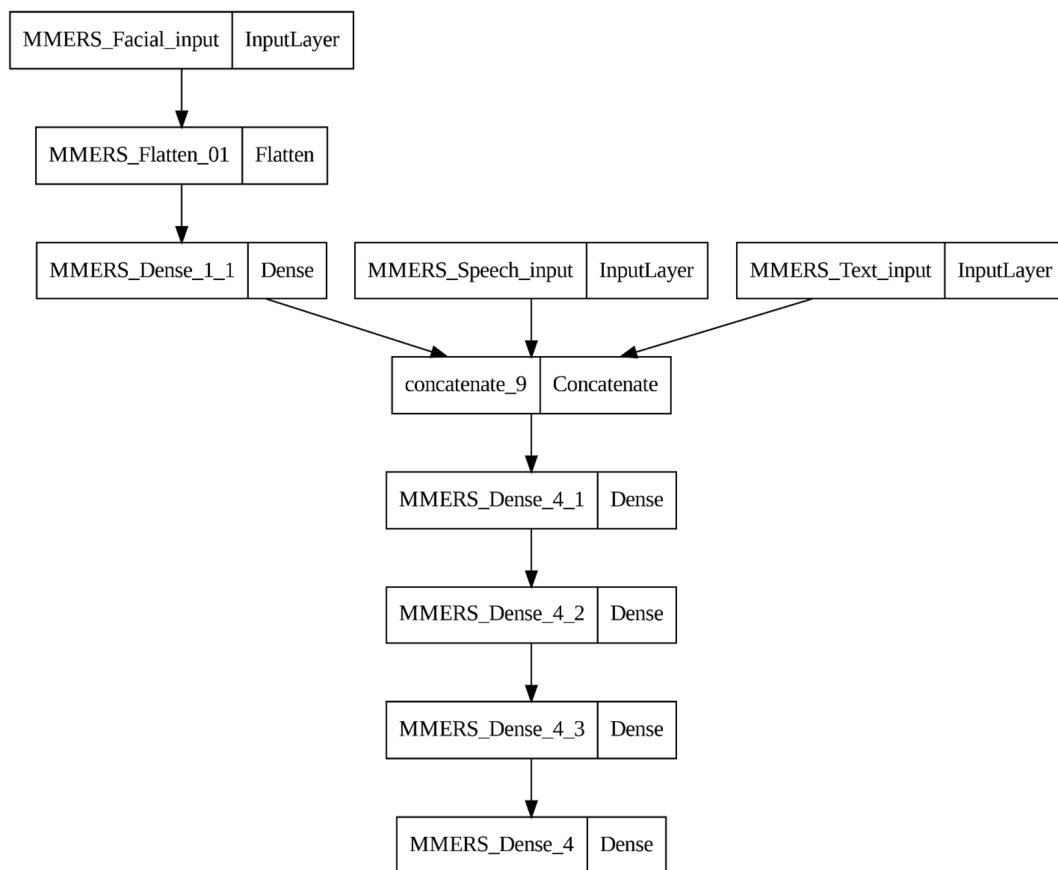 MMERS_Facial_input InputLayer
MMERS_Flatten_01 Flatten
MMERS_Dense_1_1 Dense
MMERS_Speech_input InputLayer
MMERS_Text_input InputLayer
concatenate_9 Concatenate
MMERS_Dense_4_1 Dense
MMERS_Dense_4_2 Dense
MMERS_Dense_4_3 Dense
MMERS_Dense_4 Dense